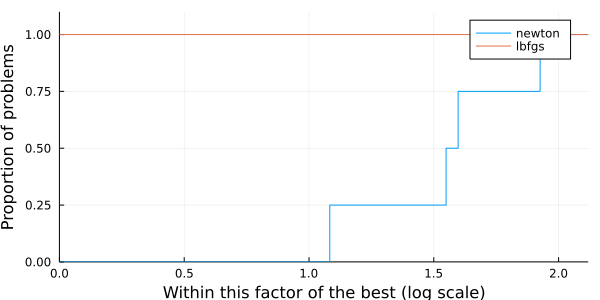 1.00
0.75
0.50
0.25
0.00
Proportion of problems
newton
lbfgs
0.0 0.5 1.0 1.5 2.0
Within this factor of the best (log scale)